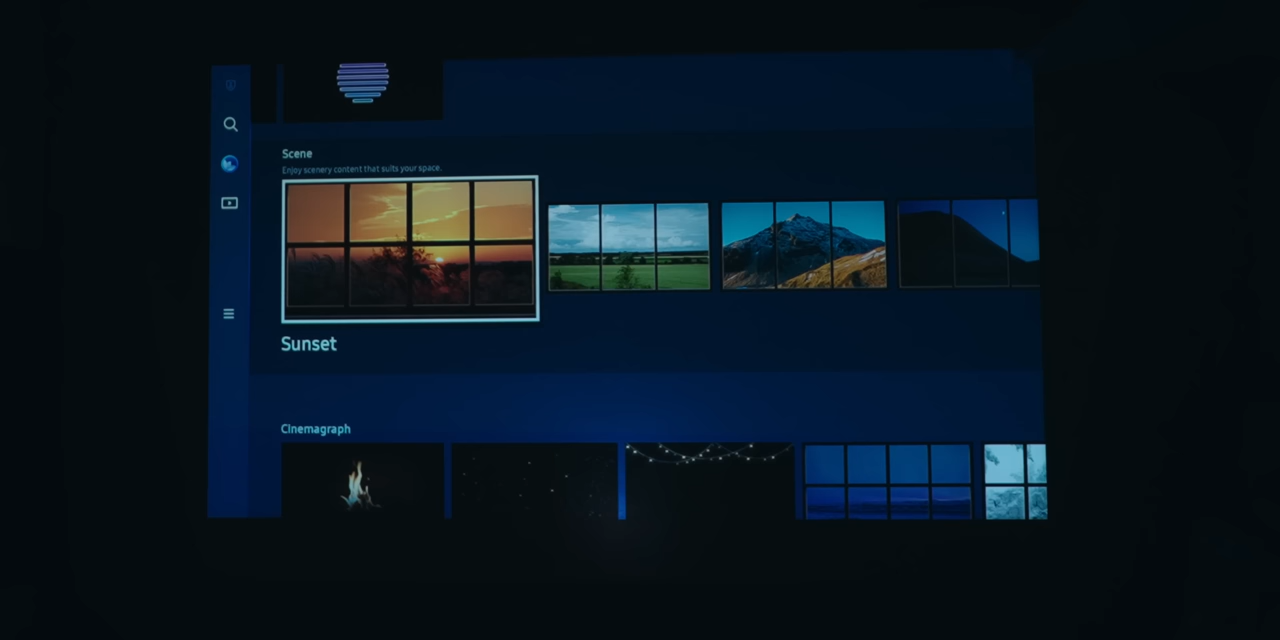 Scene
Enjoy scenery content that suits your space.
Sunset
Cinemagraph